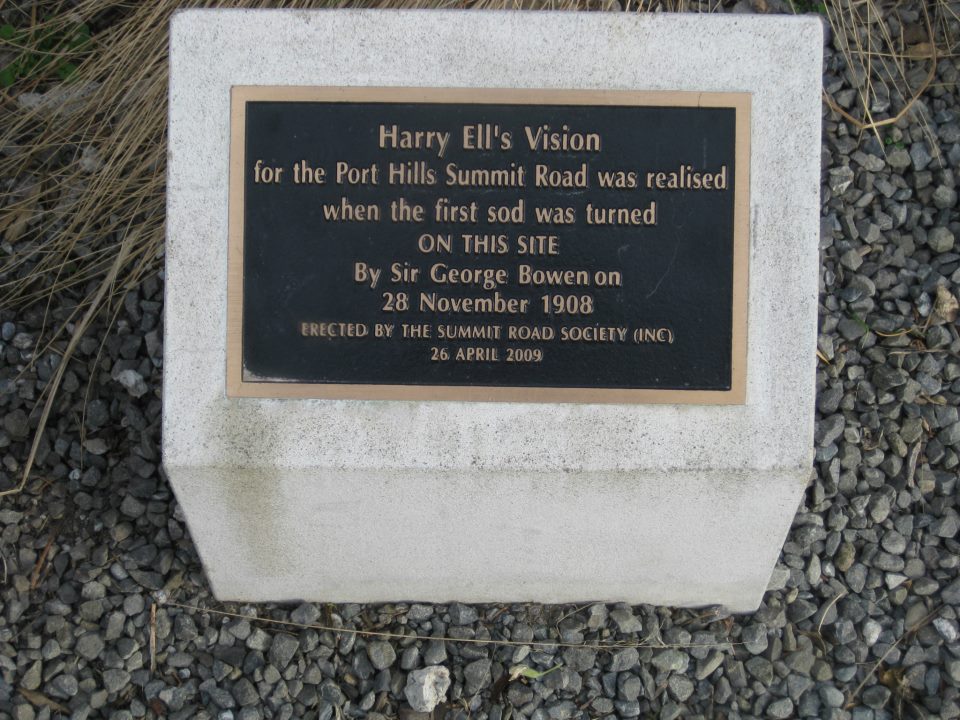 Harry Ell's Vision
for the Port Hills Summit Road was realised
when the first sod was turned
ON THIS SITE
By Sir George Bowen on
28 November 1908
ERECTED BY THE SUMMIT ROAD SOCIETY (INC)
26 APRIL 2009